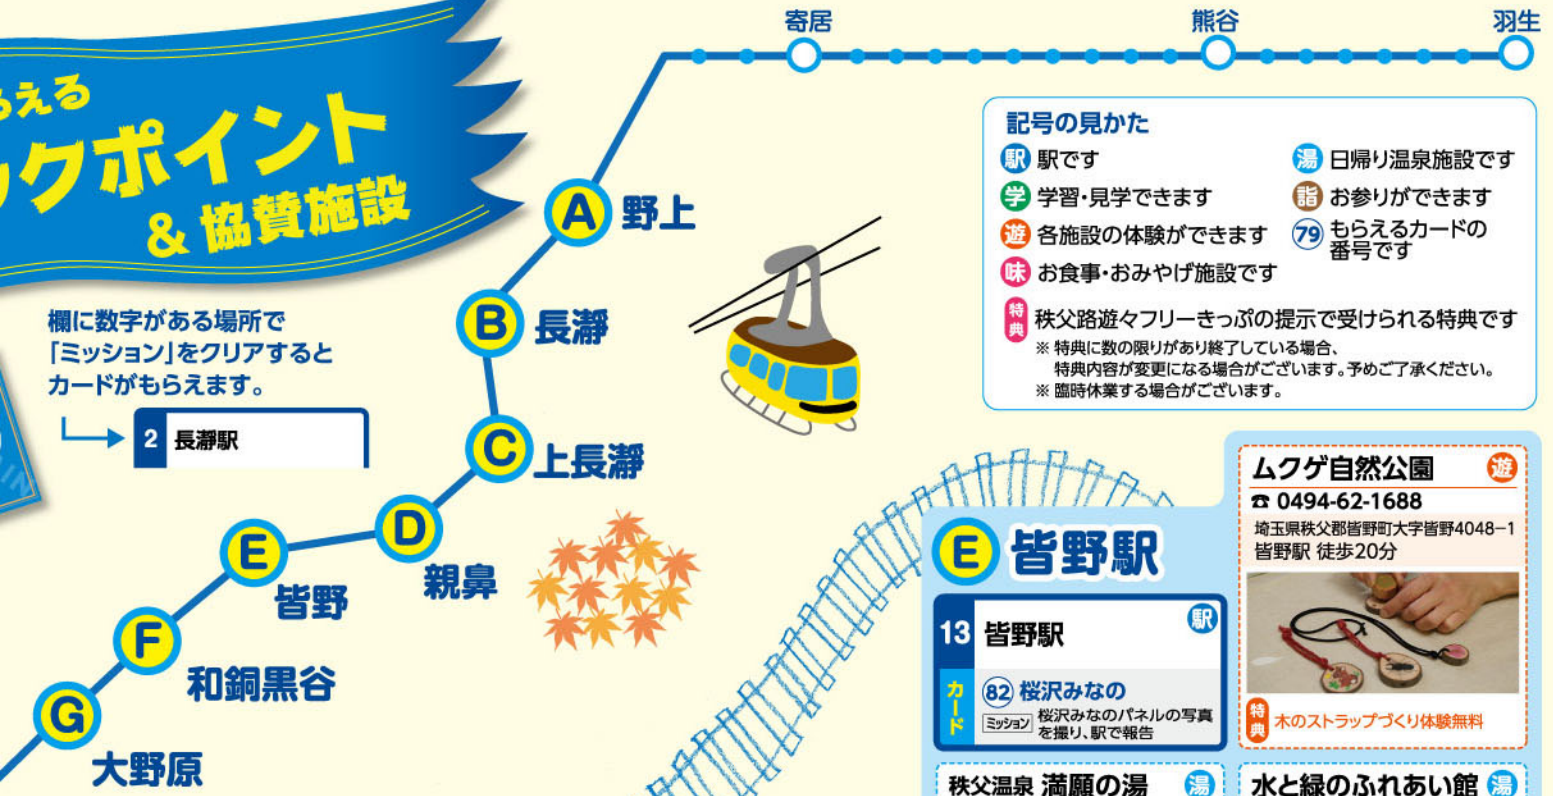 寄居
熊谷
羽生
らえる
ックポイント
&協賛施設
欄に数字がある場所で
「ミッション」をクリアすると
カードがもらえます。
2 長瀞駅
A 野上
B 長瀞
C 上長瀞
D 親鼻
E 皆野
F 和銅黒谷
G 大野原
記号の見かた
駅 駅です
学 学習・見学できます
遊 各施設の体験ができます
味 お食事・おみやげ施設です
湯 日帰り温泉施設です
詣 お参りができます
79 もらえるカードの
番号です
特典 秩父路遊々フリーきっぷの提示で受けられる特典です
※ 特典に数の限りがあり終了している場合、
特典内容が変更になる場合がございます。予めご了承ください。
※ 臨時休業する場合がございます。
E 皆野駅
13 皆野駅 駅
カード
82 桜沢みなの
ミッション 桜沢みなのパネルの写真
を撮り、駅で報告
ムクゲ自然公園 遊
☎ 0494-62-1688
埼玉県秩父郡皆野町大字皆野4048-1
皆野駅 徒歩20分
特典 木のストラップづくり体験無料
秩父温泉 満願の湯 湯
水と緑のふれあい館 湯